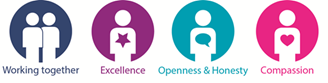 Working together
Excellence
Openness & Honesty
Compassion